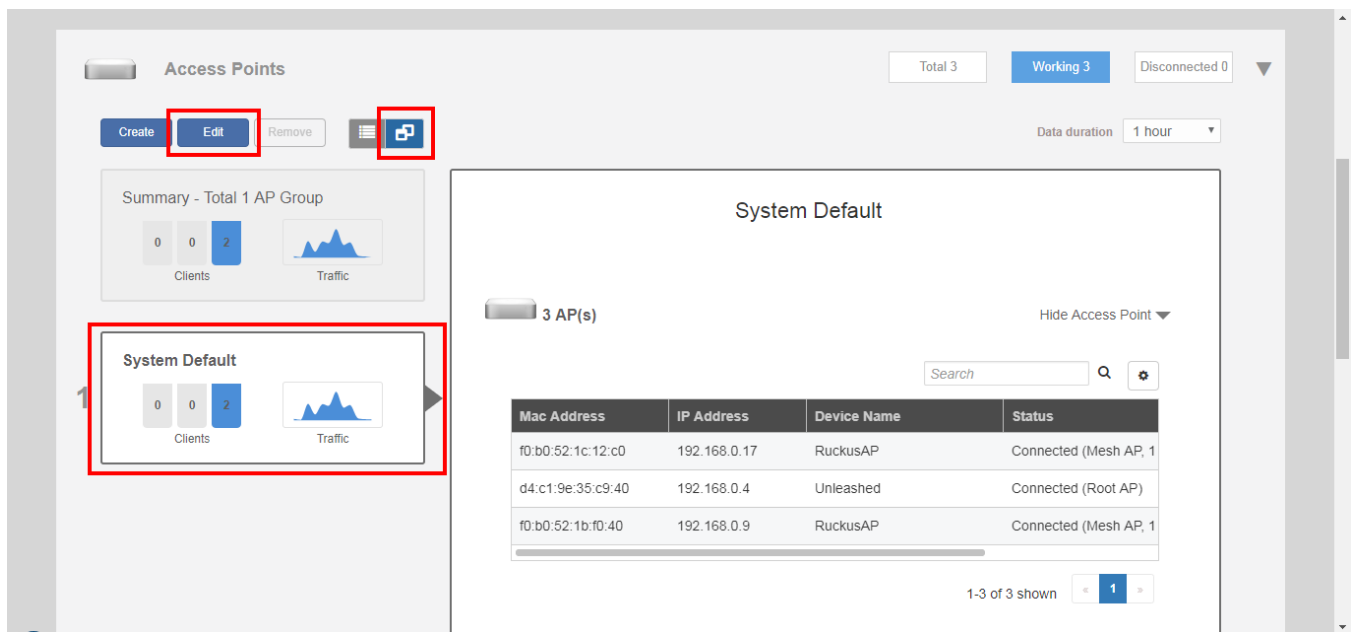 Access Points
Total 3
Working 3
Disconnected 0
Create
Edit
Remove
Data duration
1 hour
Summary - Total 1 AP Group
0 0 2
Clients
Traffic
System Default
1
0 0 2
Clients
Traffic
System Default
3 AP(s)
Hide Access Point
Search
Mac Address IP Address Device Name Status
f0:b0:52:1c:12:c0 192.168.0.17 RuckusAP Connected (Mesh AP, 1
d4:c1:9e:35:c9:40 192.168.0.4 Unleashed Connected (Root AP)
f0:b0:52:1b:f0:40 192.168.0.9 RuckusAP Connected (Mesh AP, 1
1-3 of 3 shown « 1 »